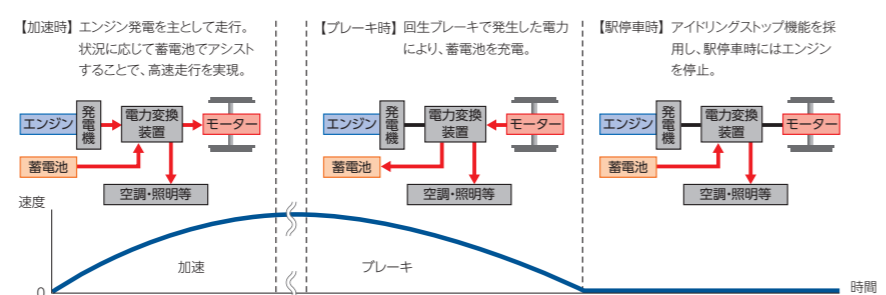 【加速時】エンジン発電を主として走行。
状況に応じて蓄電池でアシスト
することで、高速走行を実現。
【ブレーキ時】回生ブレーキで発生した電力
により、蓄電池を充電。
【駅停車時】アイドリングストップ機能を採
用し、駅停車時にはエンジン
を停止。
エンジン
発電機
電力変換
装置
モーター
蓄電池
空調・照明等
エンジン
発電機
電力変換
装置
モーター
蓄電池
空調・照明等
エンジン
発電機
電力変換
装置
モーター
蓄電池
空調・照明等
速度
加速
ブレーキ
0
時間